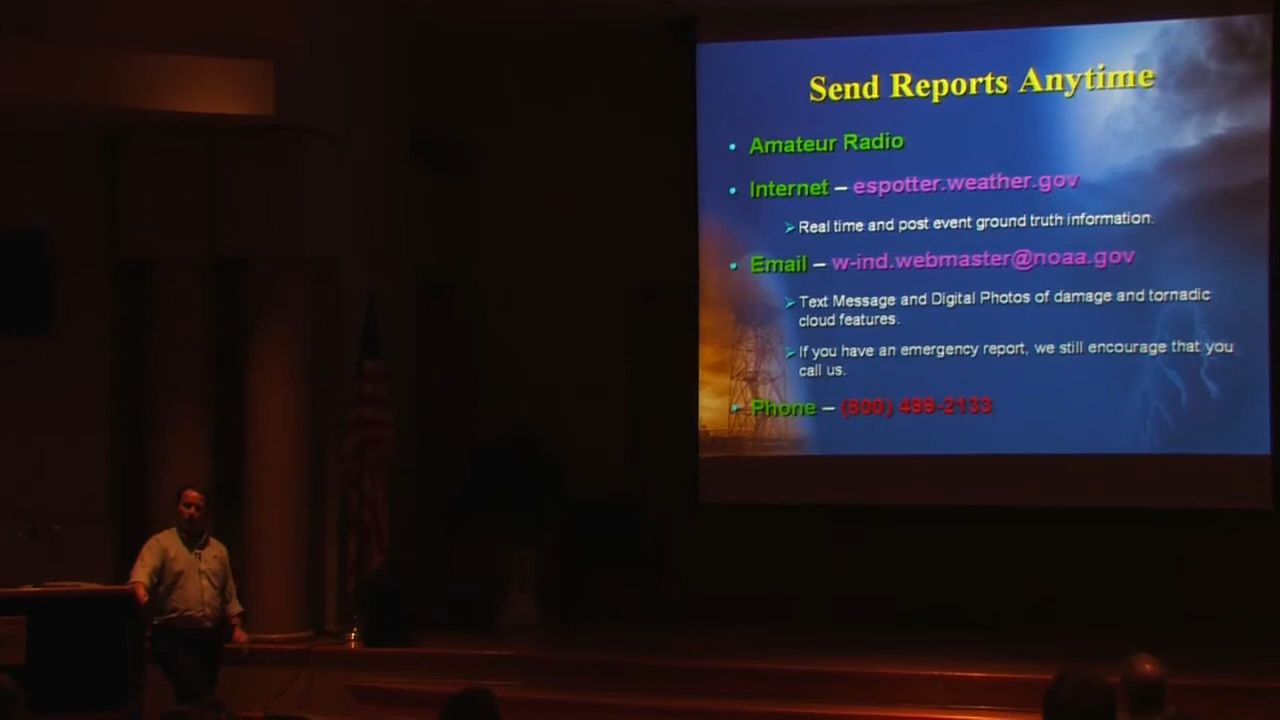 Send Reports Anytime
• Amateur Radio
• Internet – espotter.weather.gov
➢ Real time and post event ground truth information.
• Email – w-ind.webmaster@noaa.gov
➢ Text Message and Digital Photos of damage and tornadic
cloud features.
➢ If you have an emergency report, we still encourage that you
call us.
• Phone – (800) 499-2133